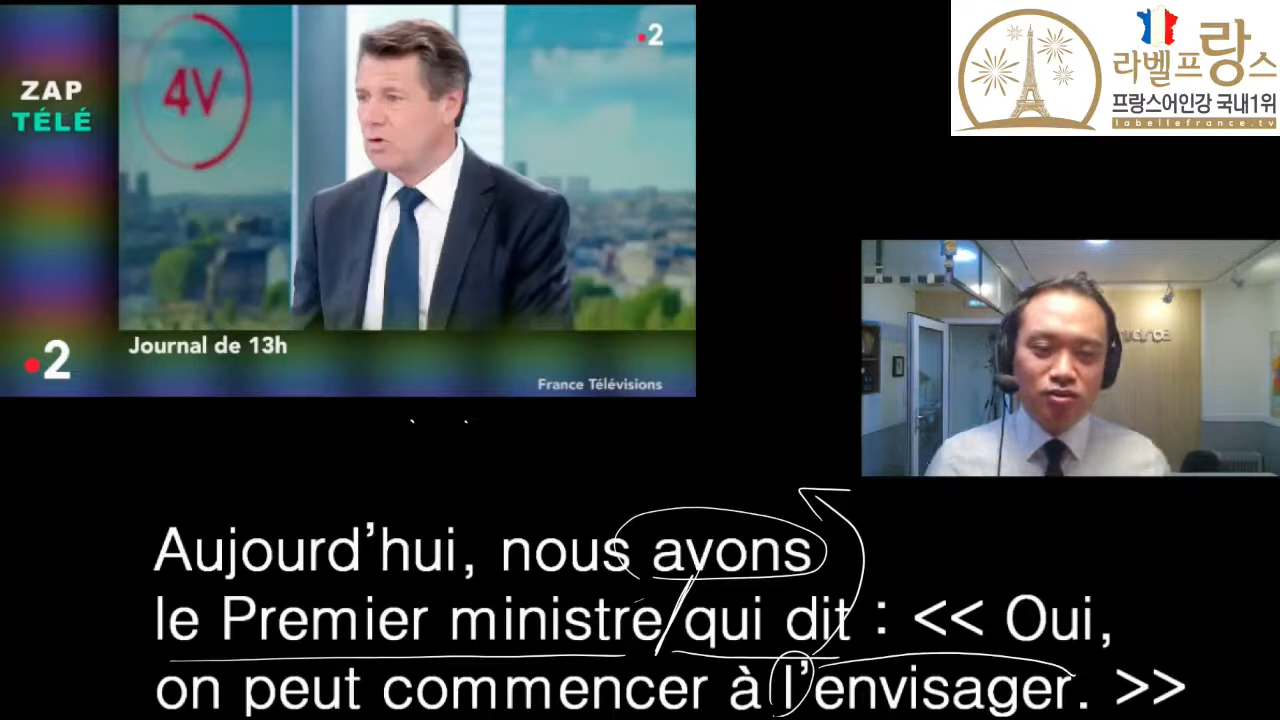 ZAP
TÉLÉ
4V
2
2
Journal de 13h
France Télévisions
라벨프랑스
프랑스어인강 국내1위
labellefrance.tv
Aujourd'hui, nous avons
le Premier ministre qui dit : << Oui,
on peut commencer à l'envisager. >>